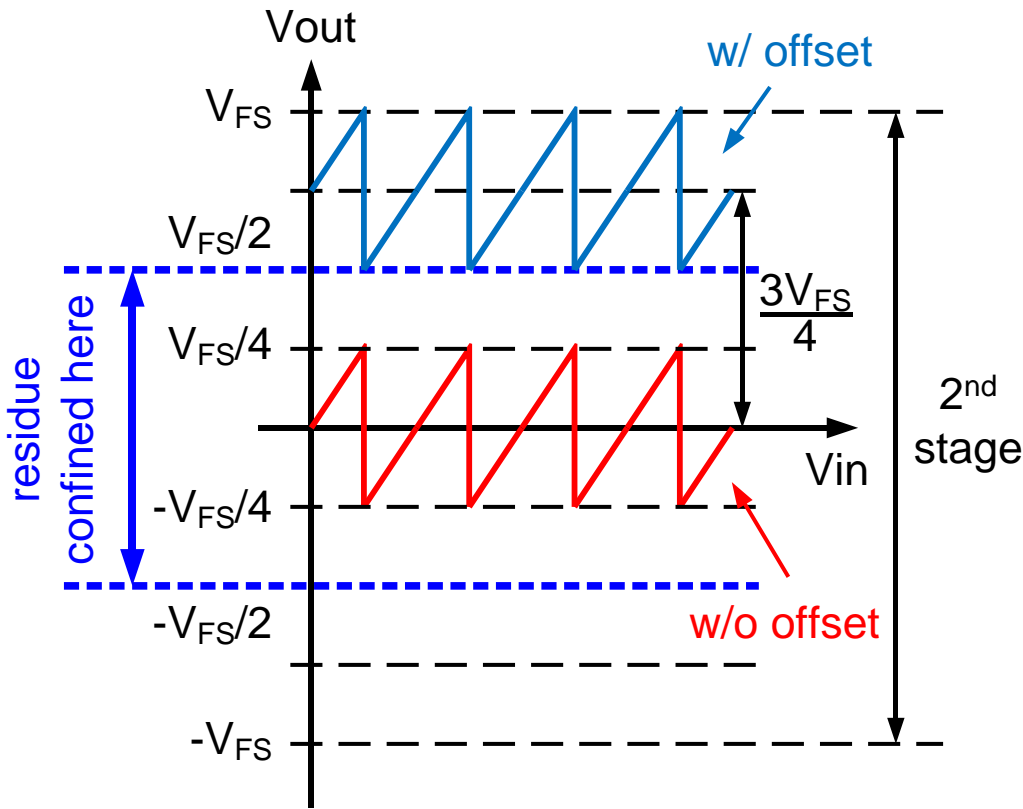 Vout
w/ offset
VFS
VFS/2
3VFS
4
VFS/4
residue
confined here
2nd
stage
Vin
-VFS/4
-VFS/2
w/o offset
-VFS